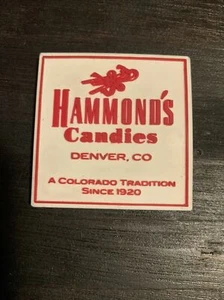 HAMMOND'S
Candies
DENVER, CO
A COLORADO TRADITION
SINCE 1920